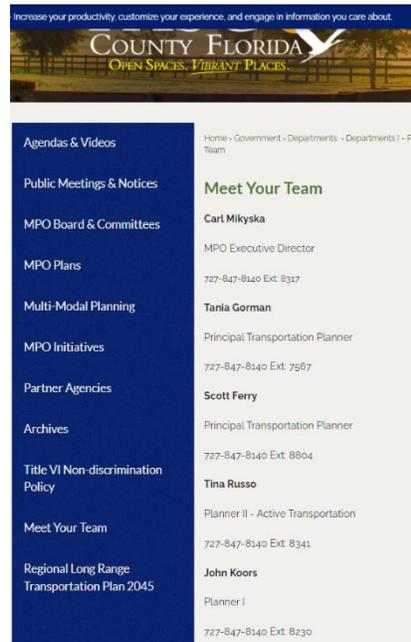 Increase your productivity, customize your experience, and engage in information you care about.
COUNTY FLORIDA
OPEN SPACES. VIBRANT PLACES.
Agendas & Videos
Public Meetings & Notices
MPO Board & Committees
MPO Plans
Multi-Modal Planning
MPO Initiatives
Partner Agencies
Archives
Title VI Non-discrimination
Policy
Meet Your Team
Regional Long Range
Transportation Plan 2045
Home › Government › Departments › Departments I - P
Team
Meet Your Team
Carl Mikyska
MPO Executive Director
727-847-8140 Ext: 8317
Tania Gorman
Principal Transportation Planner
727-847-8140 Ext: 7567
Scott Ferry
Principal Transportation Planner
727-847-8140 Ext: 8804
Tina Russo
Planner II - Active Transportation
727-847-8140 Ext: 8341
John Koors
Planner I
727-847-8140 Ext: 8230